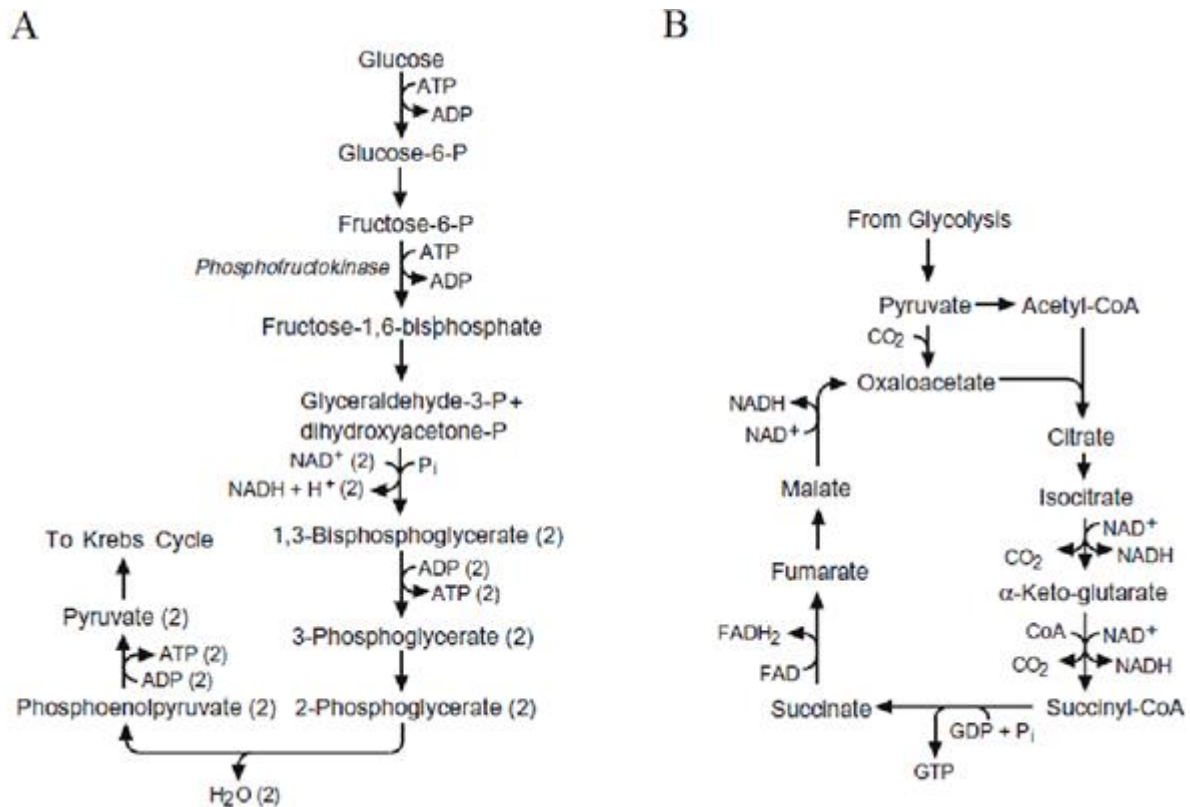 A
Glucose
ATP
ADP
Glucose-6-P
Fructose-6-P
Phosphofructokinase
ATP
ADP
Fructose-1,6-bisphosphate
Glyceraldehyde-3-P +
dihydroxyacetone-P
NAD⁺ (2)
Pi
NADH + H⁺ (2)
1,3-Bisphosphoglycerate (2)
ADP (2)
ATP (2)
3-Phosphoglycerate (2)
2-Phosphoglycerate (2)
H₂O (2)
Phosphoenolpyruvate (2)
ADP (2)
ATP (2)
Pyruvate (2)
To Krebs Cycle
B
From Glycolysis
Pyruvate
Acetyl-CoA
CO₂
Oxaloacetate
Citrate
Isocitrate
NAD⁺
CO₂
NADH
α-Keto-glutarate
CoA
NAD⁺
CO₂
NADH
Succinyl-CoA
GDP + Pi
GTP
Succinate
FAD
FADH₂
Fumarate
Malate
NAD⁺
NADH